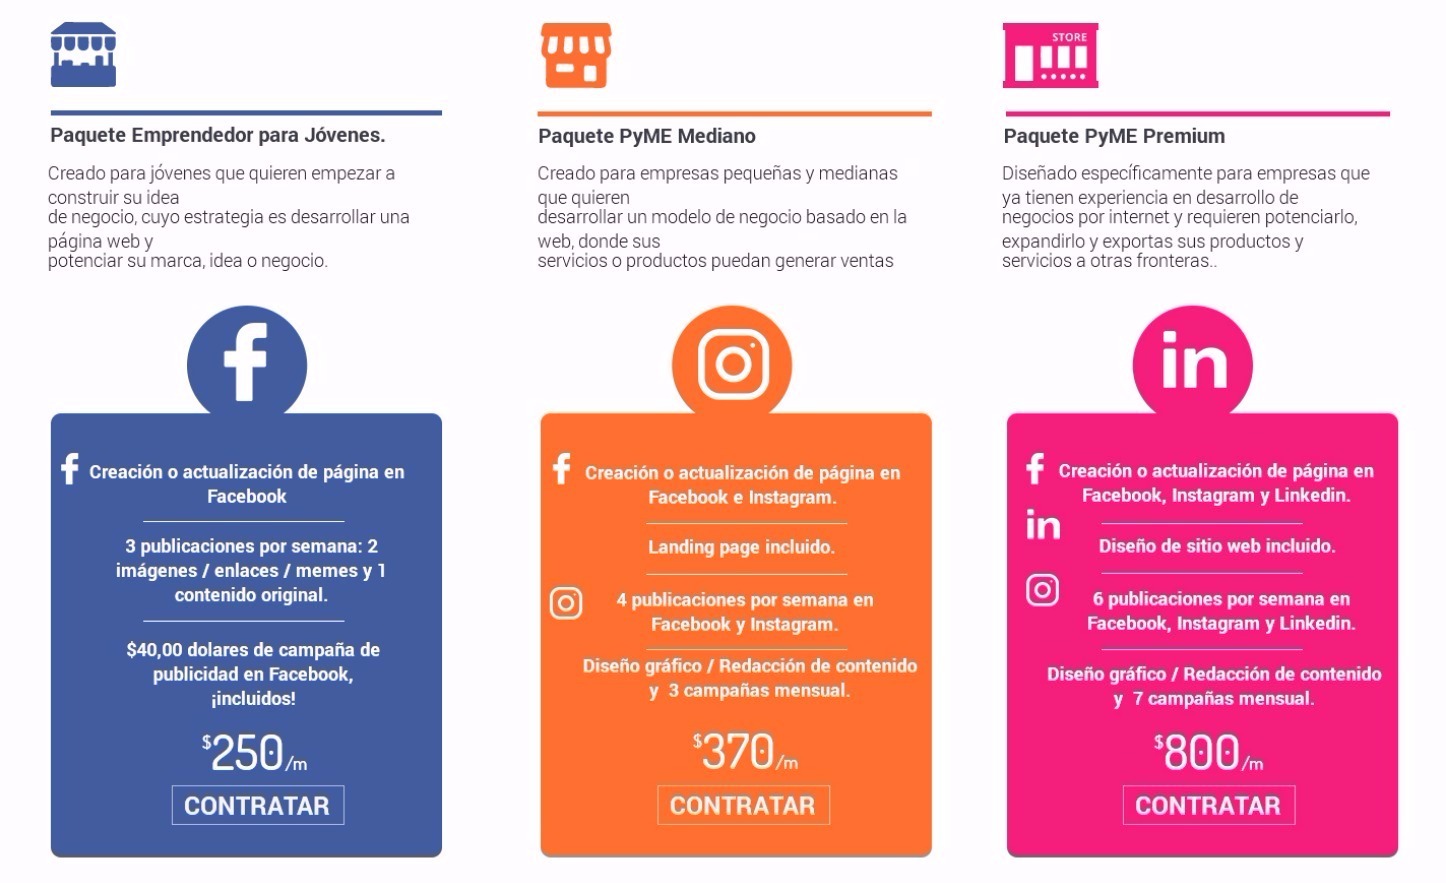 Paquete Emprendedor para Jóvenes.
Creado para jóvenes que quieren empezar a
construir su idea
de negocio, cuyo estrategia es desarrollar una
página web y
potenciar su marca, idea o negocio.
f
f
Creación o actualización de página en
Facebook
3 publicaciones por semana: 2
imágenes / enlaces / memes y 1
contenido original.
$40,00 dolares de campaña de
publicidad en Facebook,
¡incluidos!
$250/m
CONTRATAR
Paquete PyME Mediano
Creado para empresas pequeñas y medianas
que quieren
desarrollar un modelo de negocio basado en la
web, donde sus
servicios o productos puedan generar ventas
f
Creación o actualización de página en
Facebook e Instagram.
Landing page incluido.
4 publicaciones por semana en
Facebook y Instagram.
Diseño gráfico / Redacción de contenido
y 3 campañas mensual.
$370/m
CONTRATAR
STORE
Paquete PyME Premium
Diseñado específicamente para empresas que
ya tienen experiencia en desarrollo de
negocios por internet y requieren potenciarlo,
expandirlo y exportas sus productos y
servicios a otras fronteras..
in
f
Creación o actualización de página en
Facebook, Instagram y Linkedin.
in
Diseño de sitio web incluido.
6 publicaciones por semana en
Facebook, Instagram y Linkedin.
Diseño gráfico / Redacción de contenido
y 7 campañas mensual.
$800/m
CONTRATAR